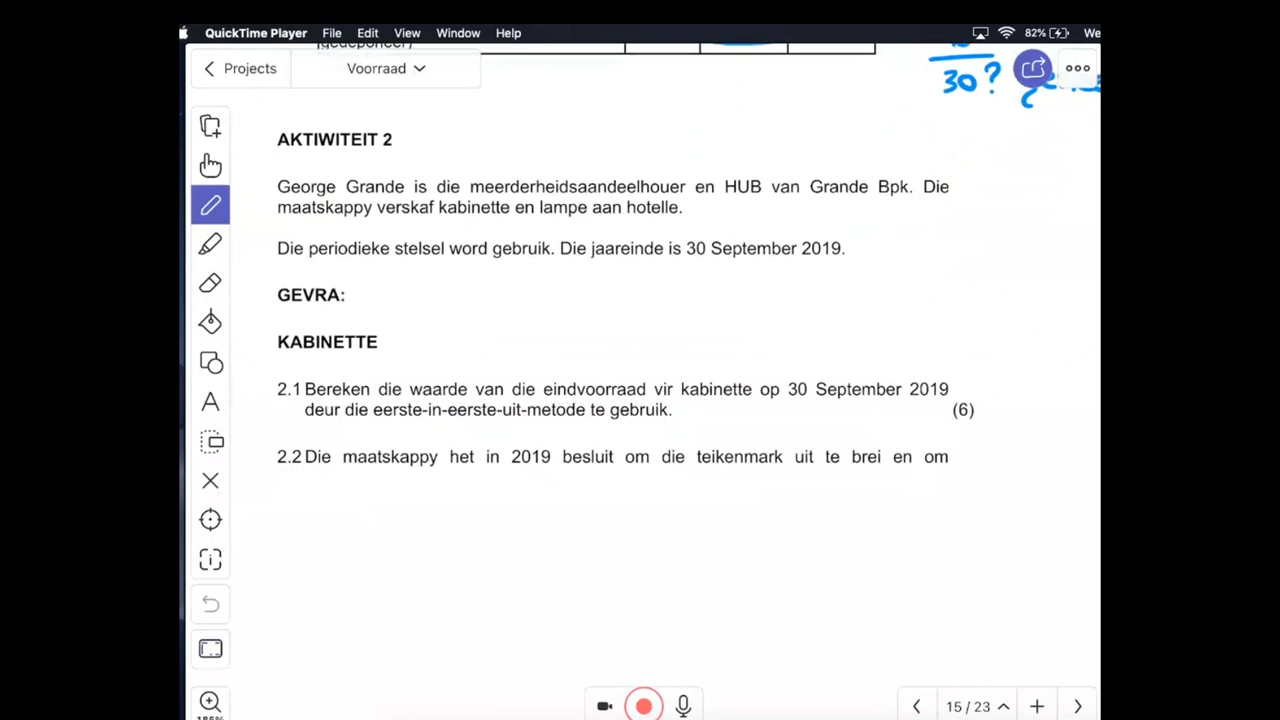 QuickTime Player File Edit View Window Help 82% We
(gedeponeer)
Projects Voorraad
30?
AKTIWITEIT 2
George Grande is die meerderheidsaandeelhouer en HUB van Grande Bpk. Die
maatskappy verskaf kabinette en lampe aan hotelle.
Die periodieke stelsel word gebruik. Die jaareinde is 30 September 2019.
GEVRA:
KABINETTE
2.1 Bereken die waarde van die eindvoorraad vir kabinette op 30 September 2019
deur die eerste-in-eerste-uit-metode te gebruik. (6)
2.2 Die maatskappy het in 2019 besluit om die teikenmark uit te brei en om
A
15 / 23